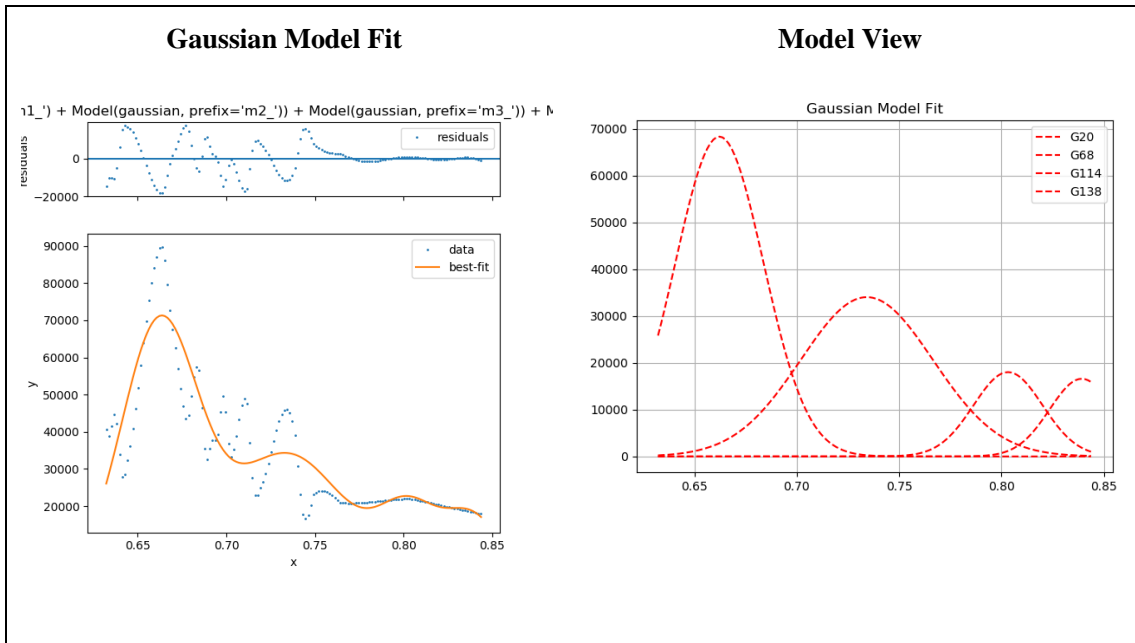 Gaussian Model Fit
Model View
n1_') + Model(gaussian, prefix='m2_')) + Model(gaussian, prefix='m3_')) + M
residuals
0
−20000
residuals
90000
80000
70000
60000
50000
40000
30000
20000
y
data
best-fit
0.65
0.70
0.75
0.80
0.85
x
Gaussian Model Fit
70000
60000
50000
40000
30000
20000
10000
0
G20
G68
G114
G138
0.65
0.70
0.75
0.80
0.85